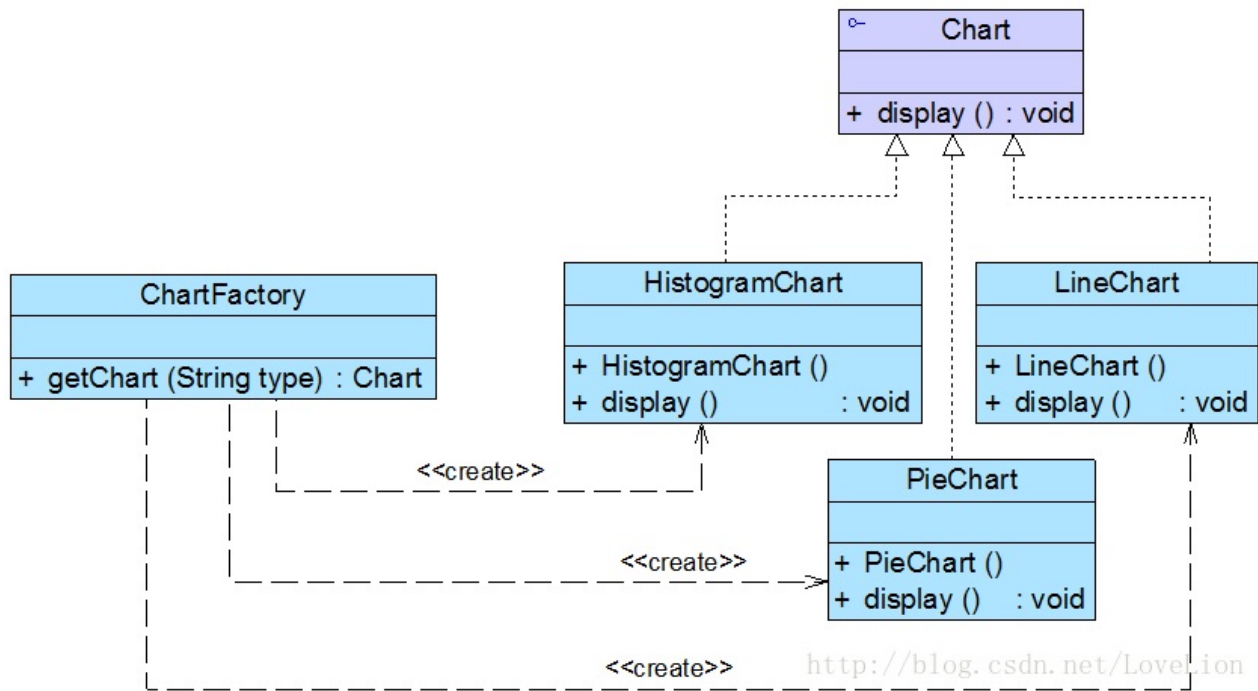 Chart
+ display () : void
ChartFactory
+ getChart (String type) : Chart
HistogramChart
+ HistogramChart ()
+ display () : void
LineChart
+ LineChart ()
+ display () : void
PieChart
+ PieChart ()
+ display () : void
<<create>>
<<create>>
<<create>>
http://blog.csdn.net/LoveLion